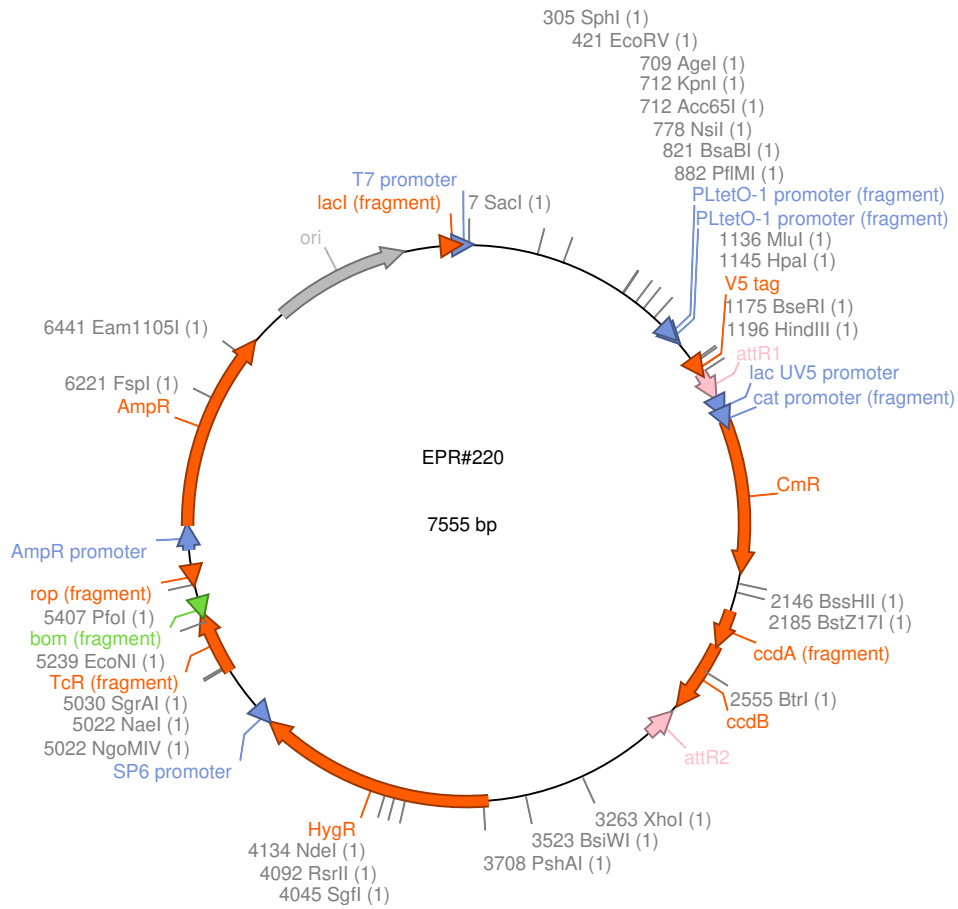 305 SphI (1)
421 EcoRV (1)
709 AgeI (1)
712 KpnI (1)
712 Acc65I (1)
778 NsiI (1)
821 BsaBI (1)
882 PflMI (1)
T7 promoter
PLtetO-1 promoter (fragment)
lacI (fragment)
7 SacI (1)
PLtetO-1 promoter (fragment)
ori
1136 MluI (1)
1145 HpaI (1)
V5 tag
1175 BseRI (1)
6441 Eam1105I (1)
1196 HindIII (1)
attR1
lac UV5 promoter
6221 FspI (1)
cat promoter (fragment)
AmpR
EPR#220
CmR
7555 bp
AmpR promoter
rop (fragment)
2146 BssHII (1)
5407 PfoI (1)
2185 BstZ17I (1)
bom (fragment)
ccdA (fragment)
5239 EcoNI (1)
TcR (fragment)
2555 BtrI (1)
5030 SgrAI (1)
ccdB
5022 NaeI (1)
5022 NgoMIV (1)
attR2
SP6 promoter
3263 XhoI (1)
HygR
3523 BsiWI (1)
4134 NdeI (1)
3708 PshAI (1)
4092 RsrII (1)
4045 SgfI (1)